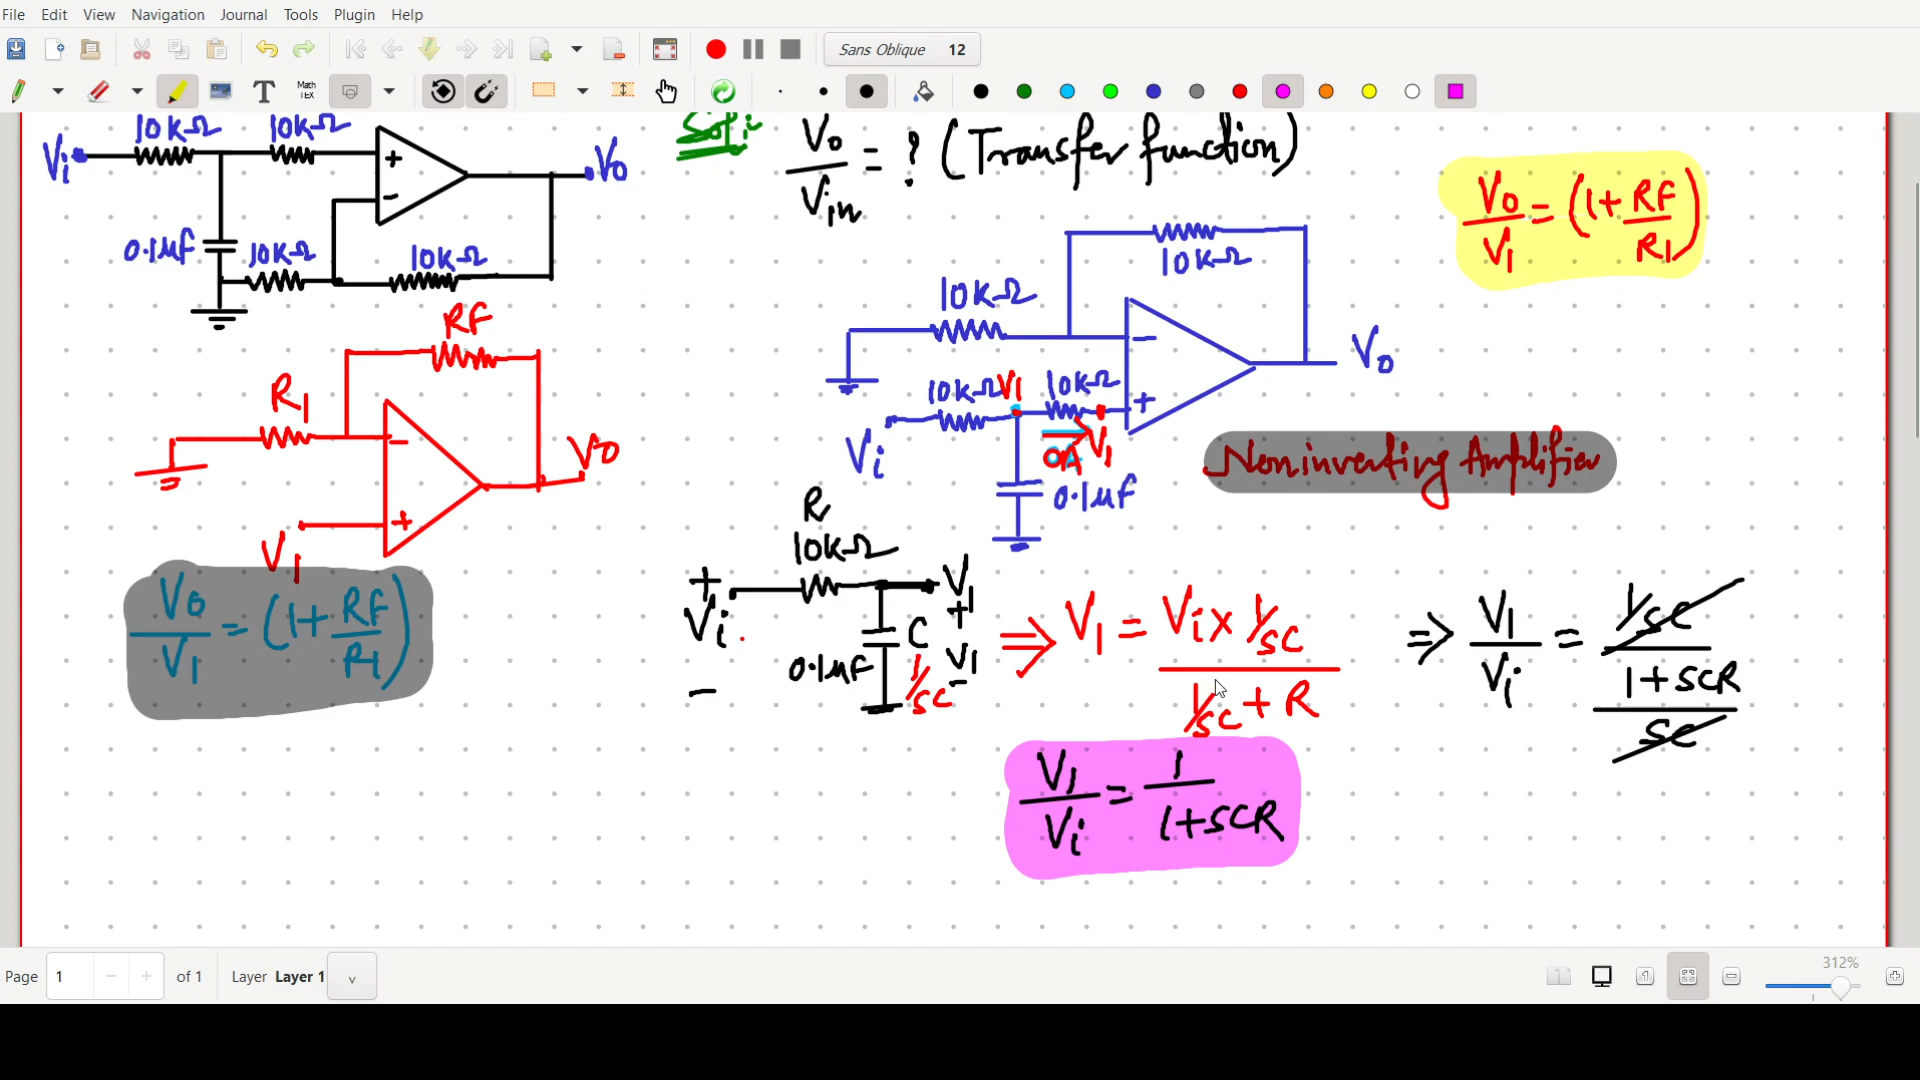 File Edit View Navigation Journal Tools Plugin Help
Sans Oblique 12
Math TEX
Vi 10KΩ 10KΩ + − Vo
0.1μf 10KΩ 10KΩ
Vo/Vin = ? (Transfer function)
Vo/V1 = (1+RF/R1)
10KΩ
10KΩ
− Vo
10KΩ V1 10KΩ +
Vi 0A V1
0.1μF
Noninverting Amplifier
RF
R1
− Vo
+
V1
Vo/V1 = (1+RF/R1)
R
10KΩ
+ V1
Vi + C
0.1μF 1/SC V1
− −
⇒ V1 = Vi x 1/SC / 1/SC + R
⇒ V1/Vi = 1/SC / 1+SCR / SC
V1/Vi = 1/1+SCR
Page 1 of 1 Layer Layer 1 312%